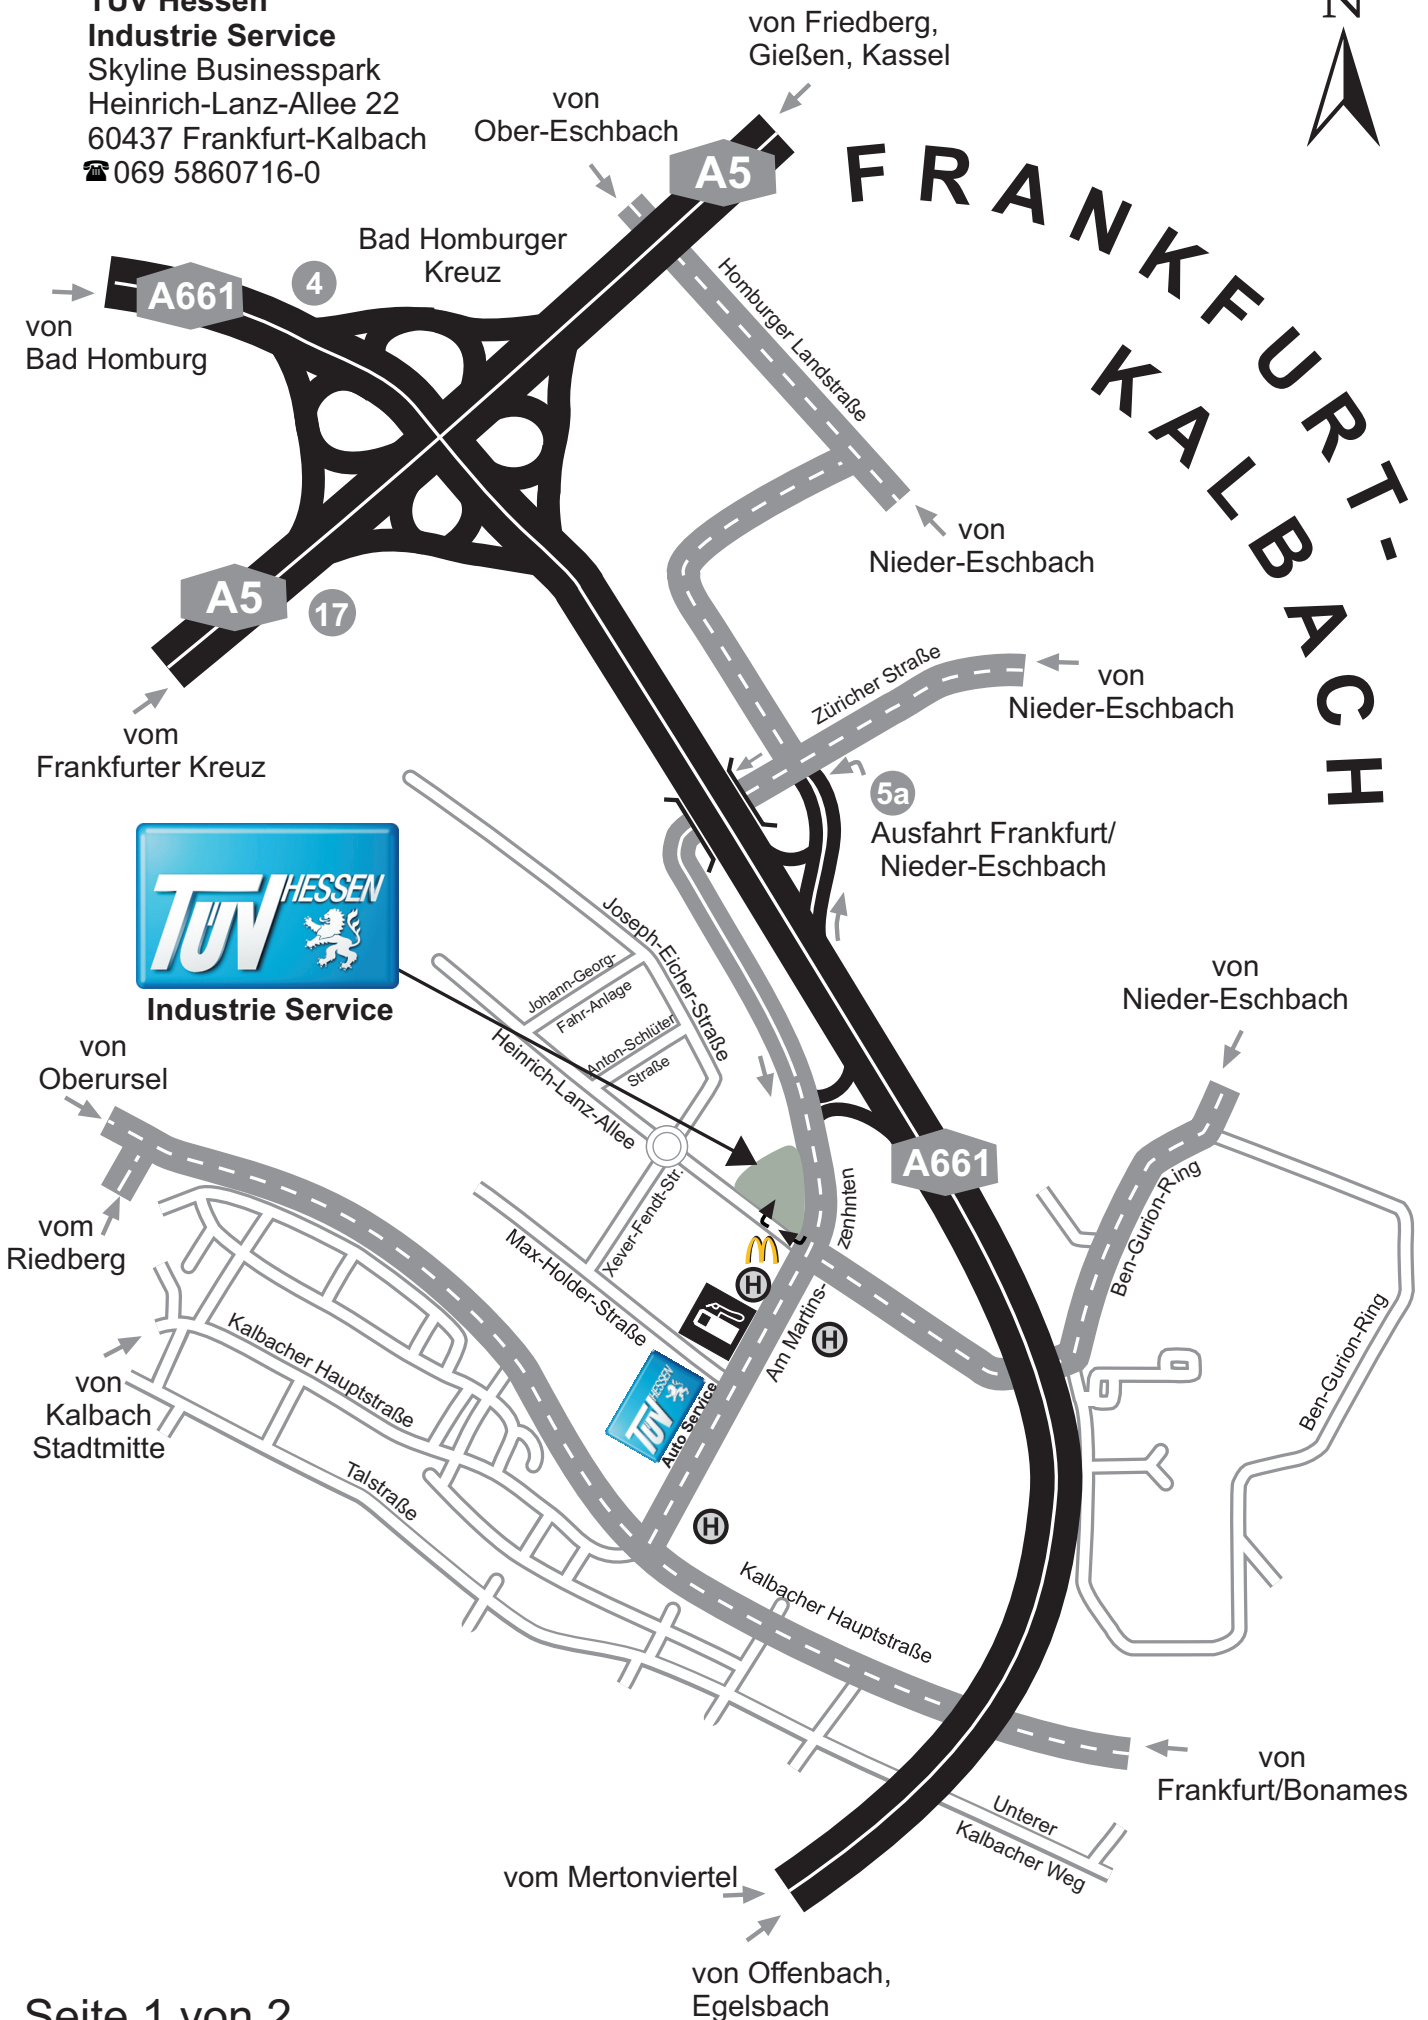 TÜV Hessen
Industrie Service
Skyline Businesspark
Heinrich-Lanz-Allee 22
60437 Frankfurt-Kalbach
☎ 069 5860716-0
von Friedberg,
Gießen, Kassel
N
von
Ober-Eschbach
A5
FRANKFURT-
KALBACH
Bad Homburger
Kreuz
4
A661
von
Bad Homburg
Homburger Landstraße
von
Nieder-Eschbach
A5
17
vom
Frankfurter Kreuz
Züricher Straße
von
Nieder-Eschbach
5a
Ausfahrt Frankfurt/
Nieder-Eschbach
TÜV HESSEN
Industrie Service
Joseph-Eicher-Straße
Johann-Georg-
Fahr-Anlage
Anton-Schlüter
Straße
Heinrich-Lanz-Allee
von
Nieder-Eschbach
von
Oberursel
A661
vom
Riedberg
Xever-Fendt-Str.
Max-Holder-Straße
Am Martins-
zenhnten
H
H
Ben-Gurion-Ring
Ben-Gurion-Ring
Kalbacher Hauptstraße
von
Kalbach
Stadtmitte
TÜV HESSEN
Auto Service
Talstraße
H
Kalbacher Hauptstraße
von
Frankfurt/Bonames
Unterer
Kalbacher Weg
vom Mertonviertel
von Offenbach,
Egelsbach
Seite 1 von 2